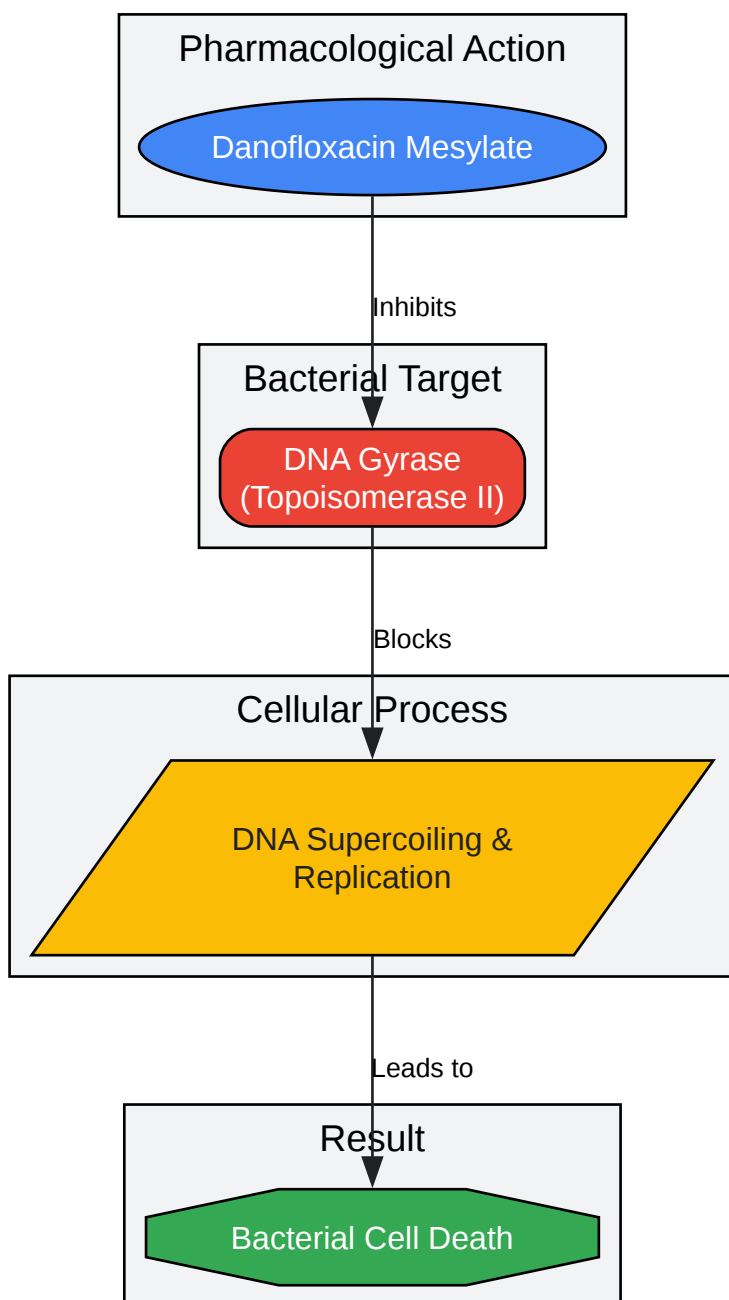 Pharmacological Action
Danofloxacin Mesylate
Inhibits
Bacterial Target
DNA Gyrase
(Topoisomerase II)
Blocks
Cellular Process
DNA Supercoiling &
Replication
Leads to
Result
Bacterial Cell Death